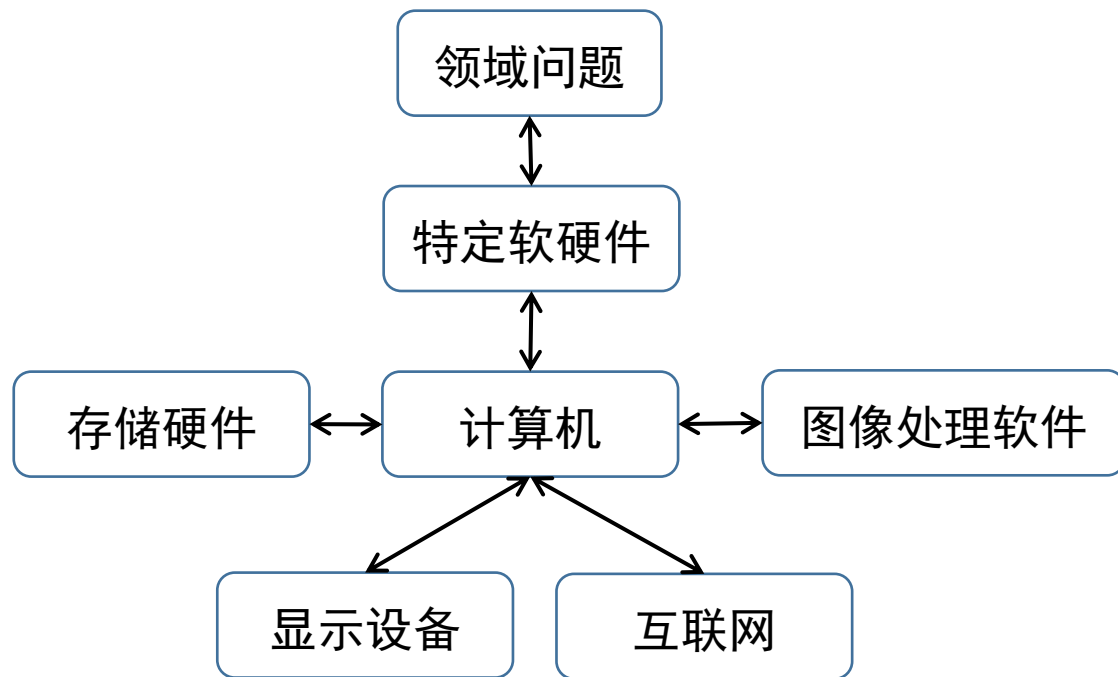 领域问题
特定软硬件
存储硬件
计算机
图像处理软件
显示设备
互联网